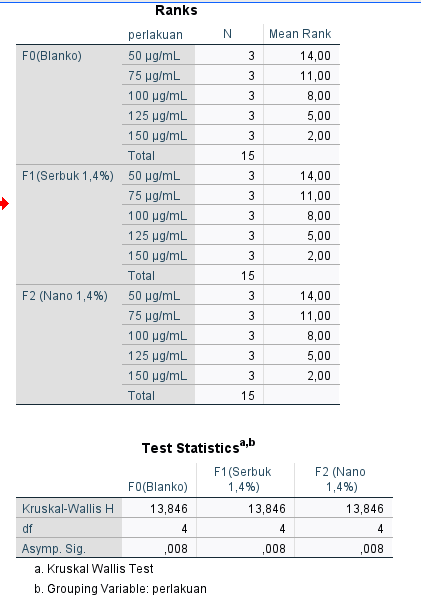 Ranks
perlakuan N Mean Rank
F0(Blanko) 50 µg/mL 3 14,00
75 µg/mL 3 11,00
100 µg/mL 3 8,00
125 µg/mL 3 5,00
150 µg/mL 3 2,00
Total 15
F1(Serbuk 1,4%) 50 µg/mL 3 14,00
75 µg/mL 3 11,00
100 µg/mL 3 8,00
125 µg/mL 3 5,00
150 µg/mL 3 2,00
Total 15
F2 (Nano 1,4%) 50 µg/mL 3 14,00
75 µg/mL 3 11,00
100 µg/mL 3 8,00
125 µg/mL 3 5,00
150 µg/mL 3 2,00
Total 15
Test Statistics a,b
F0(Blanko) F1(Serbuk 1,4%) F2 (Nano 1,4%)
Kruskal-Wallis H 13,846 13,846 13,846
df 4 4 4
Asymp. Sig. ,008 ,008 ,008
a. Kruskal Wallis Test
b. Grouping Variable: perlakuan